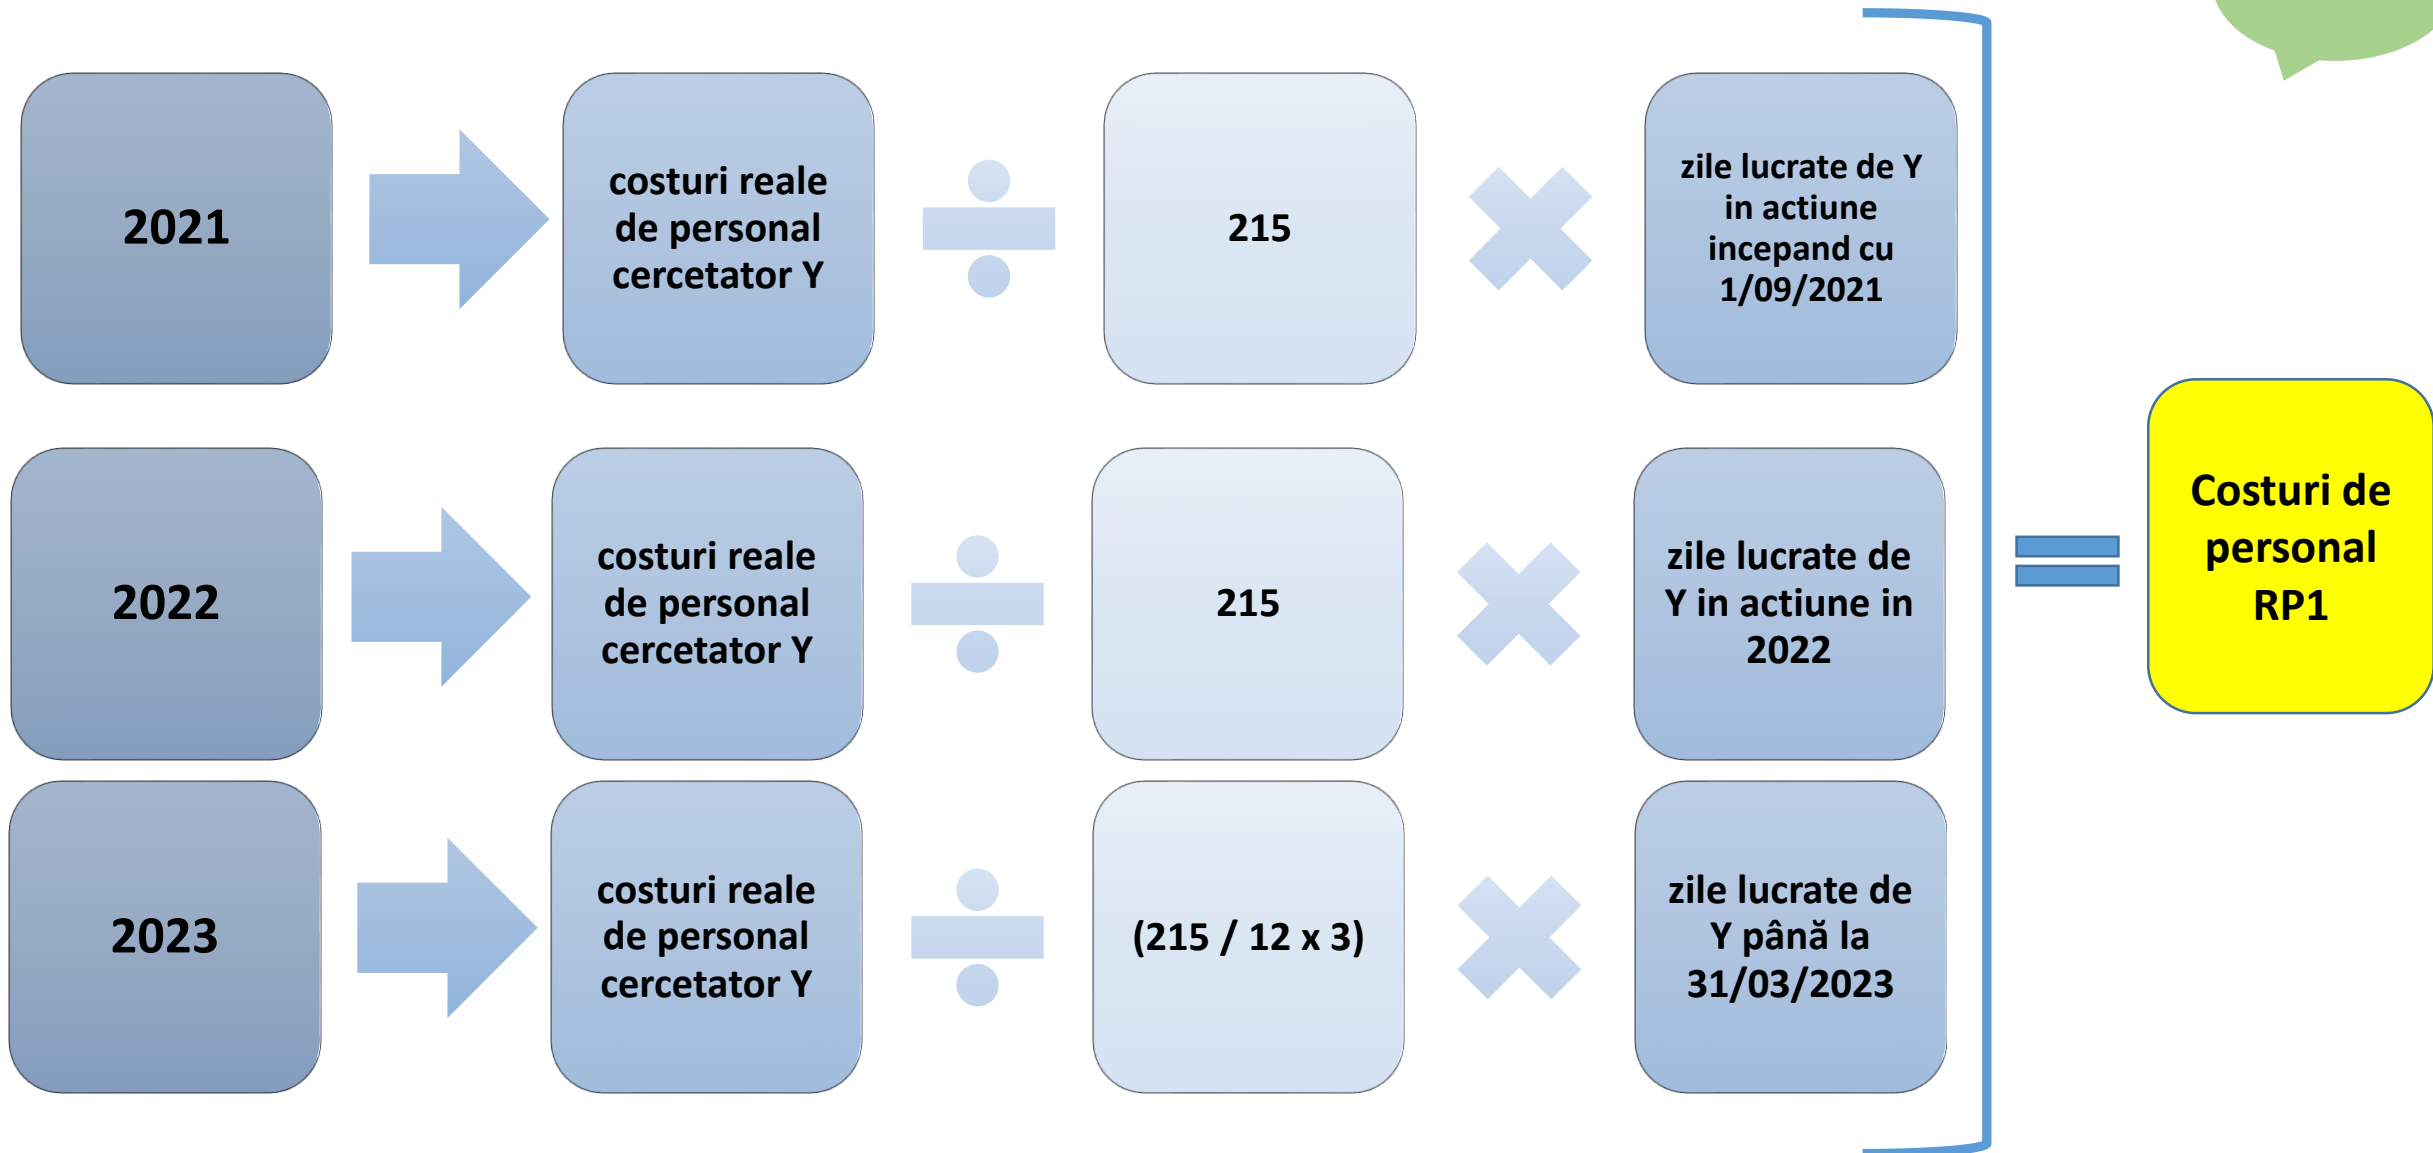 2021
costuri reale
de personal
cercetator Y
215
zile lucrate de Y
in actiune
incepand cu
1/09/2021
2022
costuri reale
de personal
cercetator Y
215
zile lucrate de
Y in actiune in
2022
2023
costuri reale
de personal
cercetator Y
(215 / 12 x 3)
zile lucrate de
Y până la
31/03/2023
Costuri de
personal
RP1